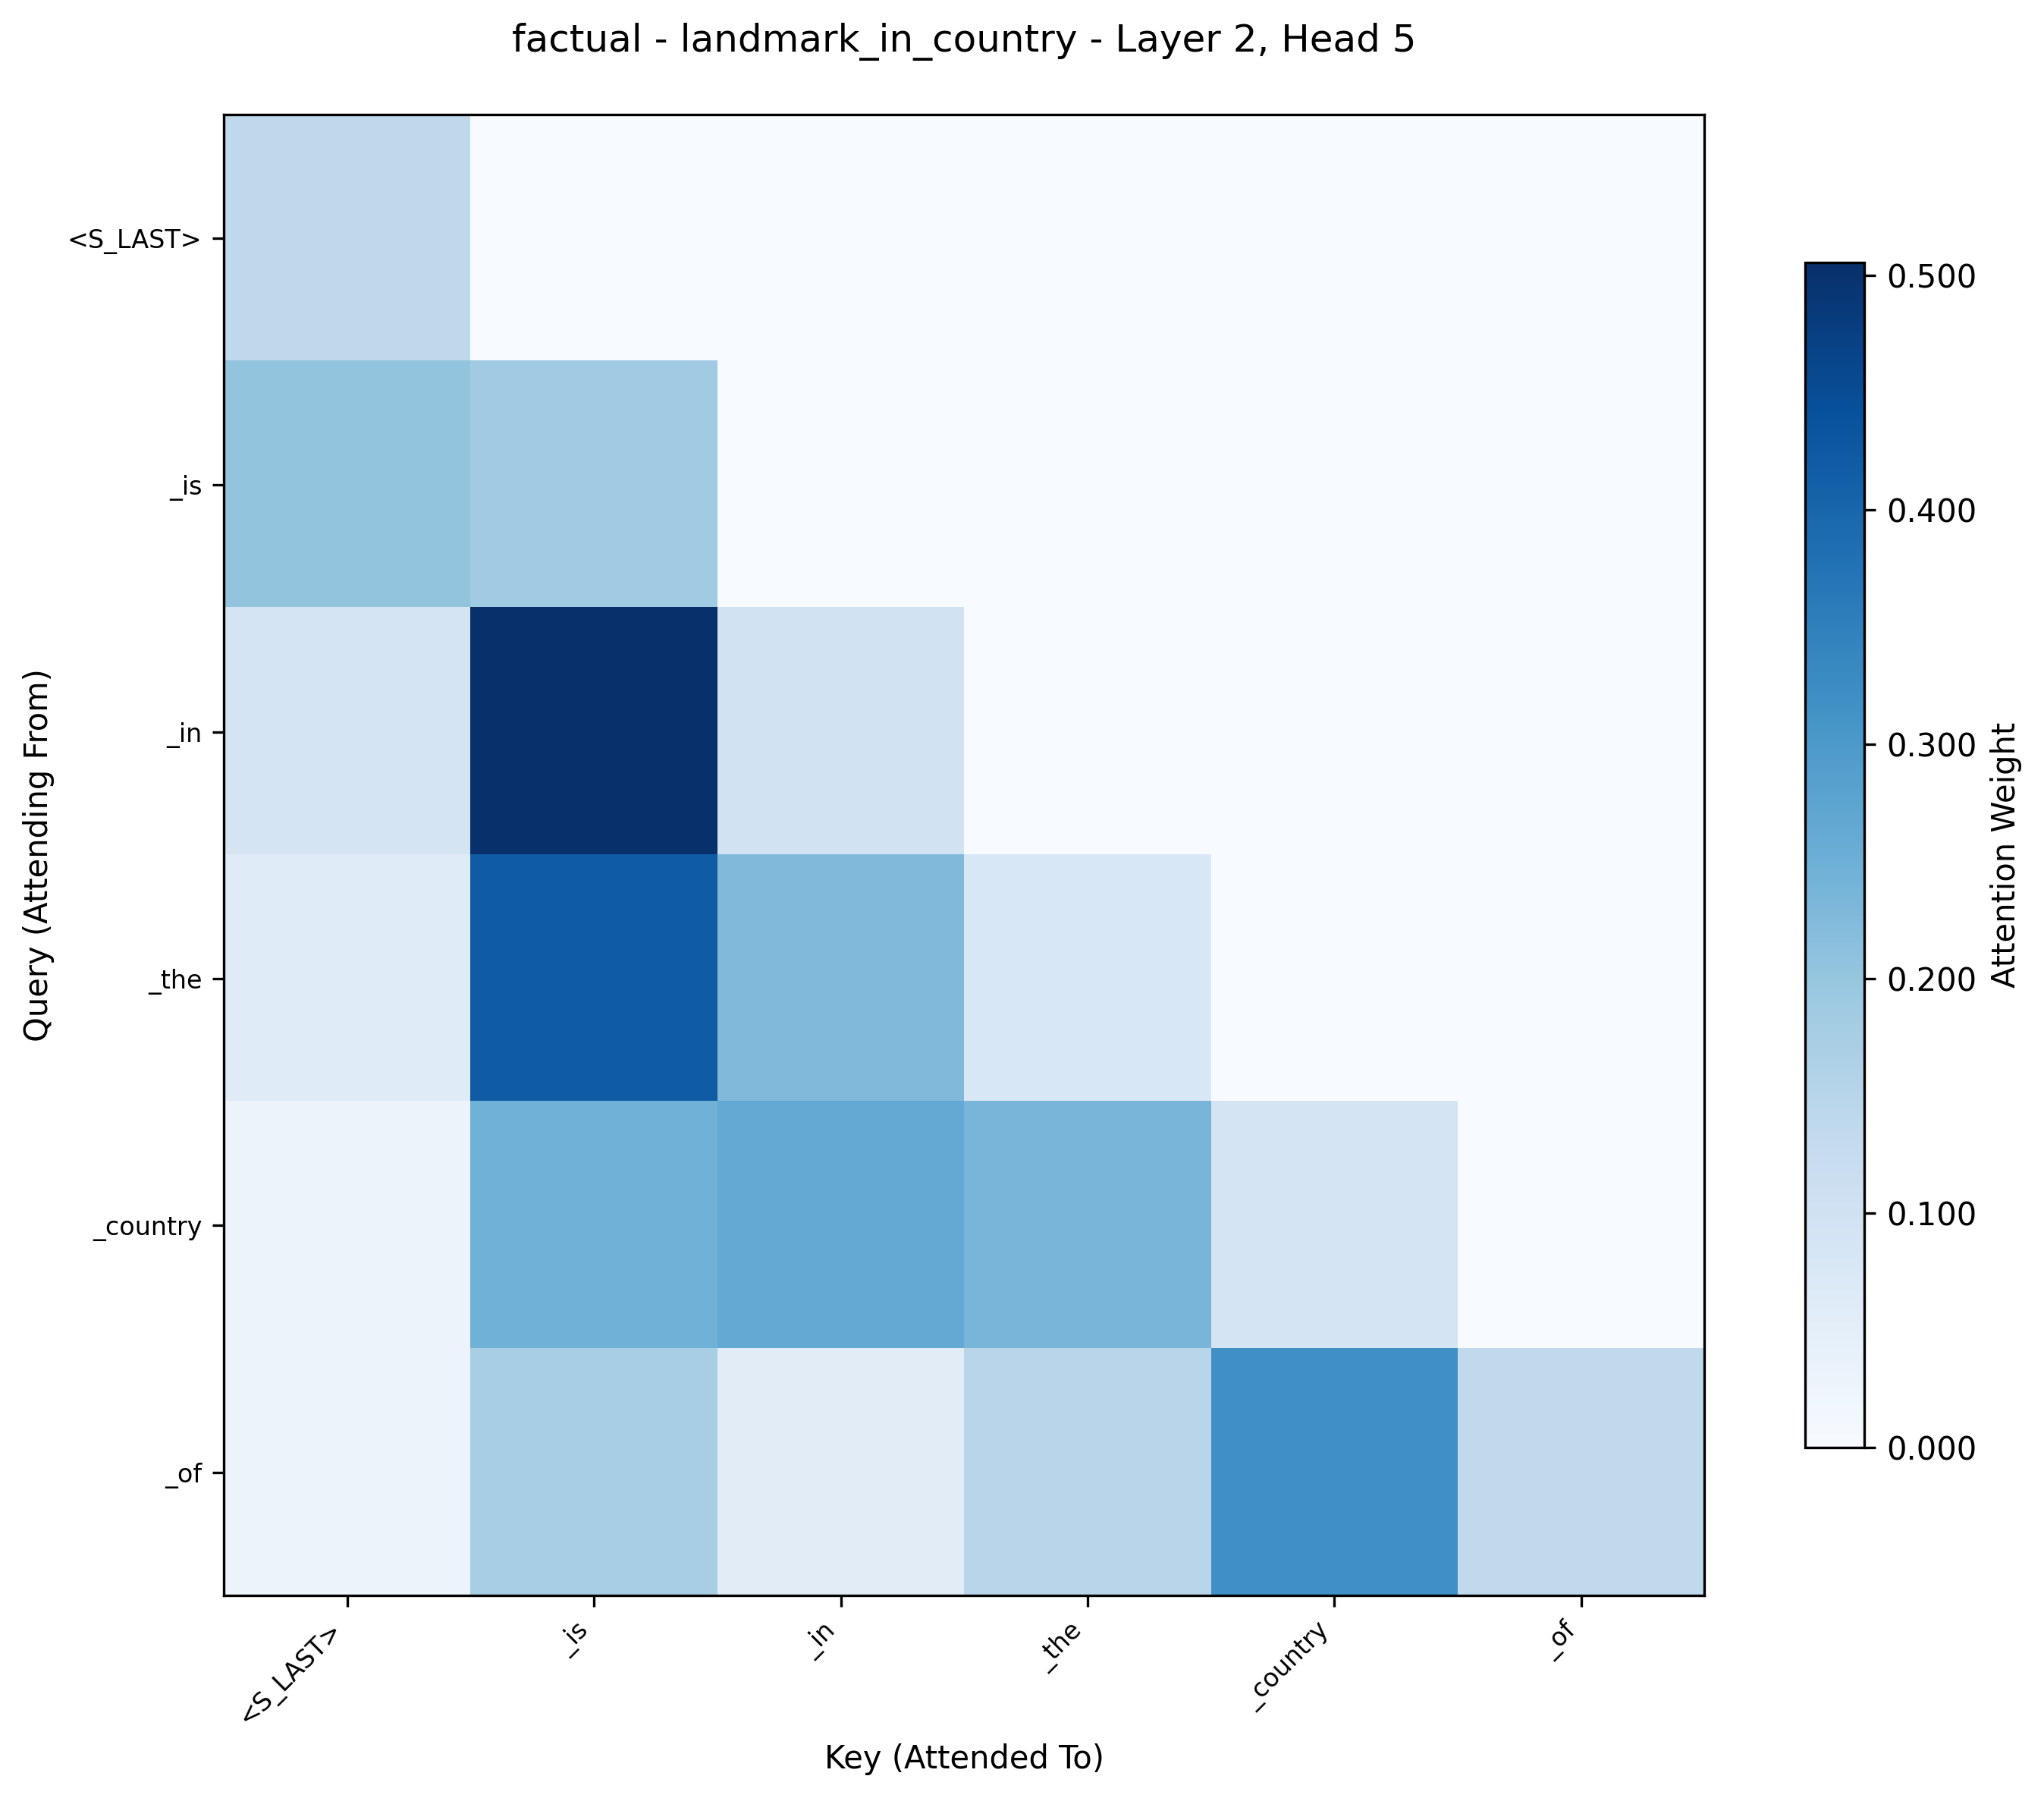 factual - landmark_in_country - Layer 2, Head 5
Query (Attending From)
<S_LAST>
_is
_in
_the
_country
_of
<S_LAST>
_is
_in
_the
_country
_of
Key (Attended To)
0.500
0.400
0.300
0.200
0.100
0.000
Attention Weight